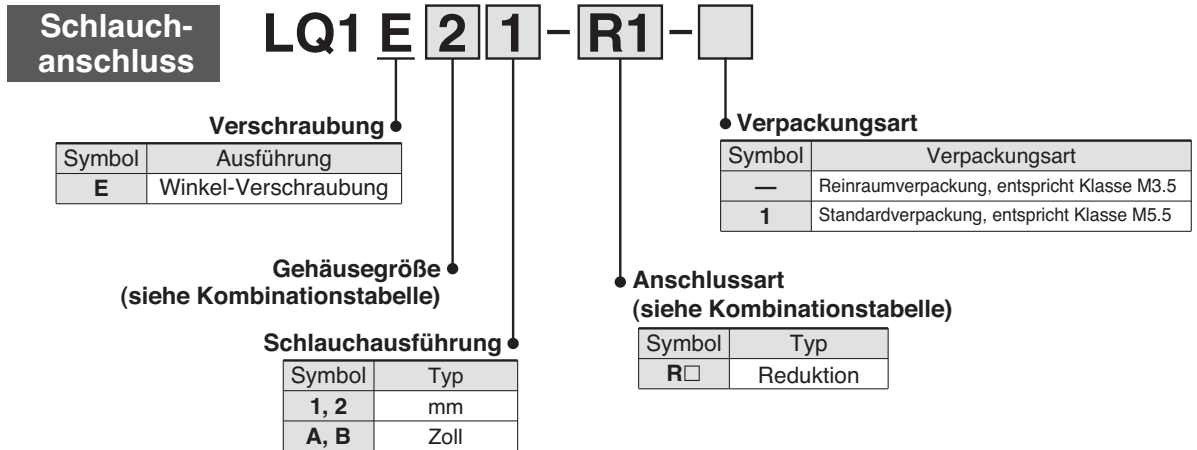 Schlauch-
anschluss
LQ1 E 2 1 - R1 - □
Verschraubung
Symbol Ausführung
E Winkel-Verschraubung
Gehäusegröße
(siehe Kombinationstabelle)
Schlauchausführung
Symbol Typ
1, 2 mm
A, B Zoll
Verpackungsart
Symbol Verpackungsart
— Reinraumverpackung, entspricht Klasse M3.5
1 Standardverpackung, entspricht Klasse M5.5
Anschlussart
(siehe Kombinationstabelle)
Symbol Typ
R□ Reduktion